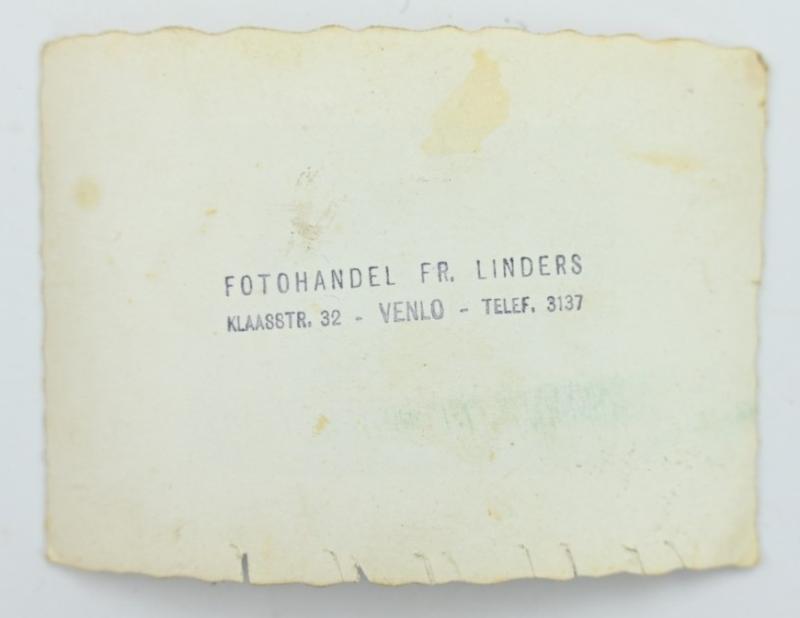 FOTOHANDEL FR. LINDERS
KLAASSTR. 32 - VENLO - TELEF. 3137